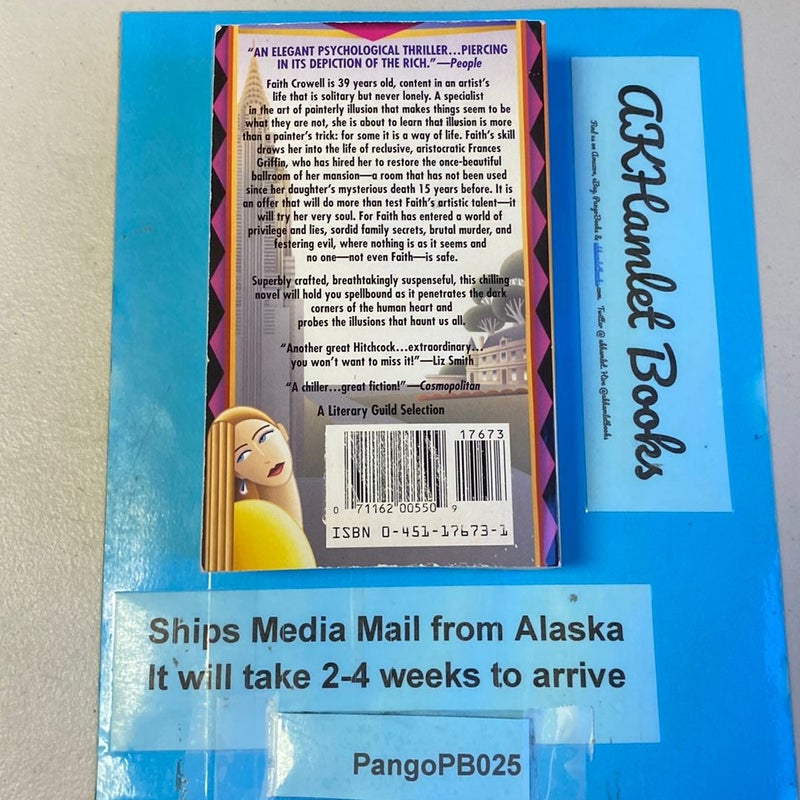 "AN ELEGANT PSYCHOLOGICAL THRILLER...PIERCING
IN ITS DEPICTION OF THE RICH."—People
Faith Crowell is 39 years old, content in an artist's
life that is solitary but never lonely. A specialist
in the art of painterly illusion that makes things seem to be
what they are not, she is about to learn that illusion is more
than a painter's trick: for some it is a way of life. Faith's skill
draws her into the life of reclusive, aristocratic Frances
Griffin, who has hired her to restore the once-beautiful
ballroom of her mansion—a room that has not been used
since her daughter's mysterious death 15 years before. It is
an offer that will do more than test Faith's artistic talent—it
will try her very soul. For Faith has entered a world of
privilege and lies, sordid family secrets, brutal murder, and
festering evil, where nothing is as it seems and
no one—not even Faith—is safe.
Superbly crafted, breathtakingly suspenseful, this chilling
novel will hold you spellbound as it penetrates the dark
corners of the human heart and
probes the illusions that haunt us all.
"Another great Hitchcock...extraordinary...
you won't want to miss it!"—Liz Smith
"A chiller...great fiction!"—Cosmopolitan
A Literary Guild Selection
17673
0 71162 00550 9
ISBN 0-451-17673-1
AKHamlet Books
Find us on Amazon, eBay, PangoBooks & akhamletbooks.com. Twitter @ akhamlet. Hive @akhamletbooks
Ships Media Mail from Alaska
It will take 2-4 weeks to arrive
PangoPB025